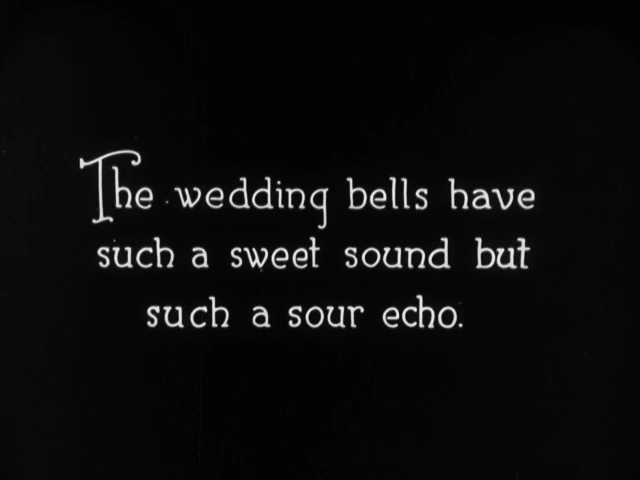 The wedding bells have
such a sweet sound but
such a sour echo.